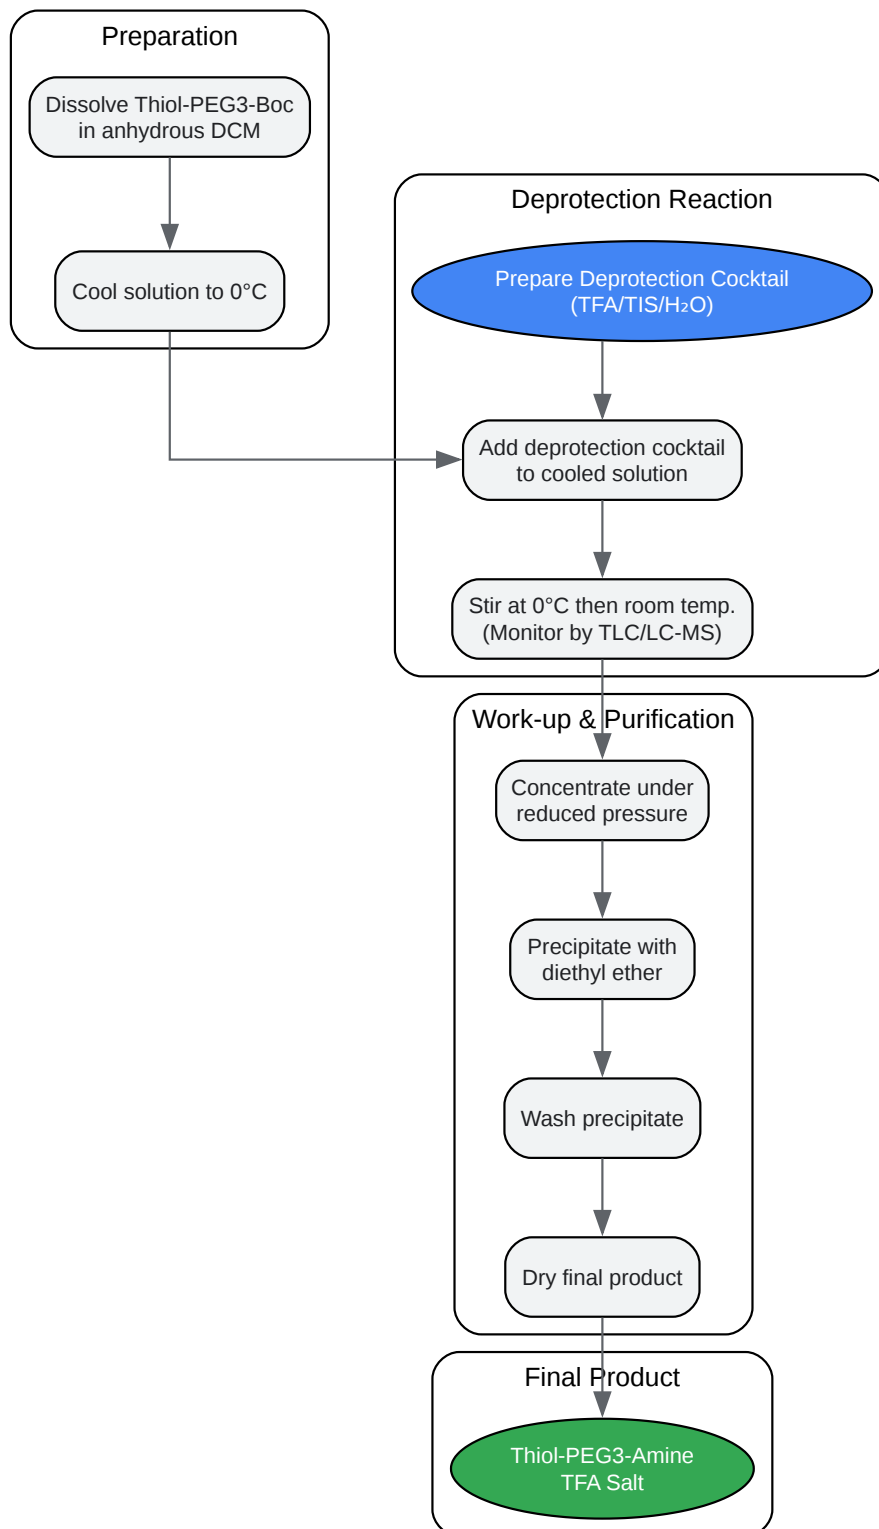 Preparation
Dissolve Thiol-PEG3-Boc
in anhydrous DCM
Cool solution to 0°C
Deprotection Reaction
Prepare Deprotection Cocktail
(TFA/TIS/H₂O)
Add deprotection cocktail
to cooled solution
Stir at 0°C then room temp.
(Monitor by TLC/LC-MS)
Work-up & Purification
Concentrate under
reduced pressure
Precipitate with
diethyl ether
Wash precipitate
Dry final product
Final Product
Thiol-PEG3-Amine
TFA Salt